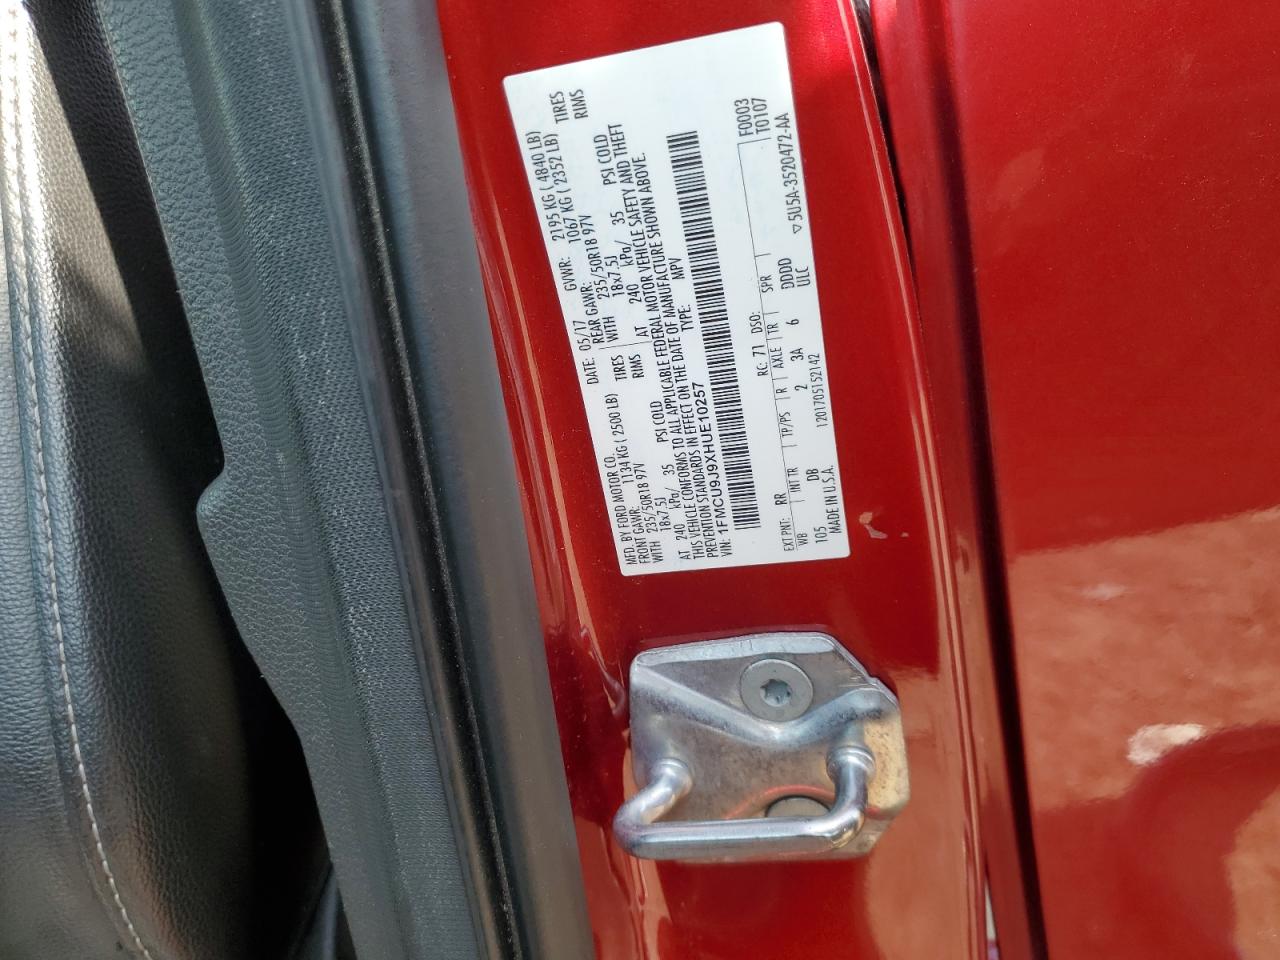 MFD. BY FORD MOTOR CO. DATE: 05/17 GVWR: 2195 KG ( 4840 LB)
FRONT GAWR: 1134 KG ( 2500 LB) REAR GAWR: 1067 KG ( 2352 LB)
WITH 235/50R18 97V TIRES WITH 235/50R18 97V TIRES
18x7.5J RIMS 18x7.5J RIMS
AT 240 kPa/ 35 PSI COLD AT 240 kPa/ 35 PSI COLD
THIS VEHICLE CONFORMS TO ALL APPLICABLE FEDERAL MOTOR VEHICLE SAFETY AND THEFT
PREVENTION STANDARDS IN EFFECT ON THE DATE OF MANUFACTURE SHOWN ABOVE.
VIN: 1FMCU9J9XHUE10257 TYPE: MPV
F0003
T0107
EXT PNT: RR RC: 71 DSO:
WB INT TR TP/PS R AXLE TR SPR
105 DB 2 3A 6 DDDD
ULC
MADE IN U.S.A. 1201705152142 ▽5U5A-3520472-AA